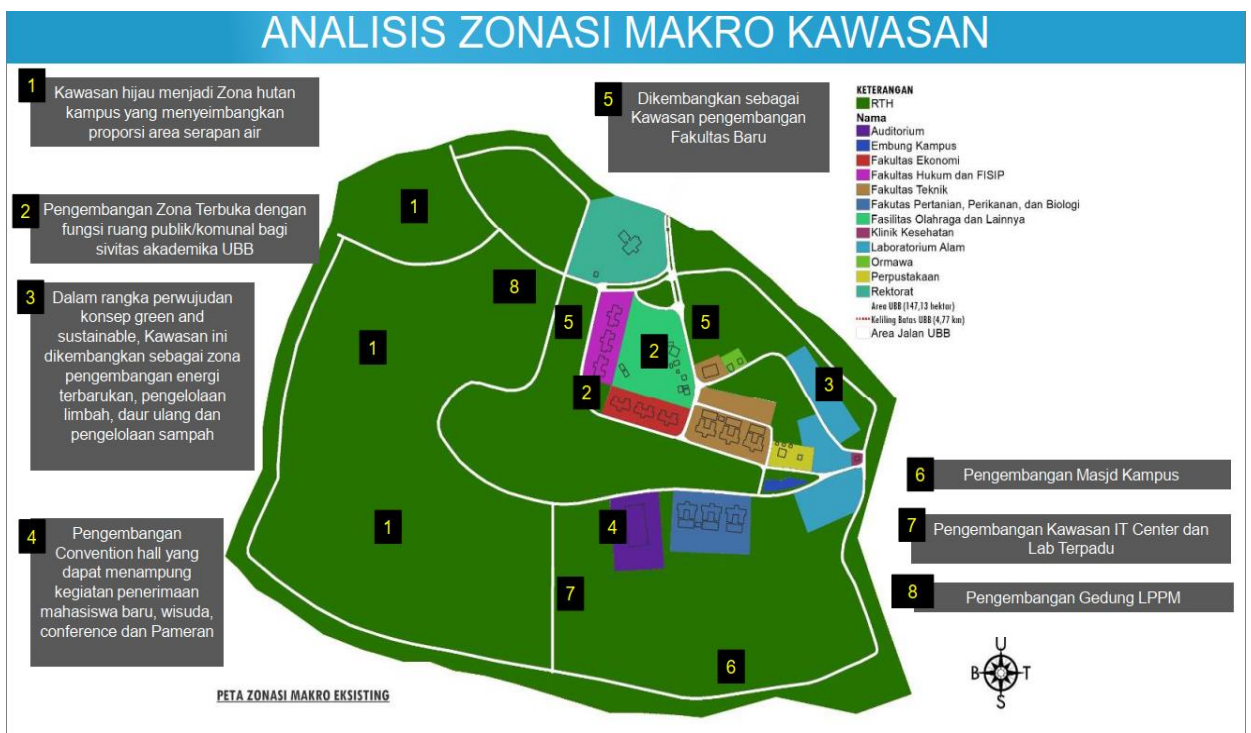 ANALISIS ZONASI MAKRO KAWASAN
1
Kawasan hijau menjadi Zona hutan
kampus yang menyeimbangkan
proporsi area serapan air
2
Pengembangan Zona Terbuka dengan
fungsi ruang publik/komunal bagi
sivitas akademika UBB
3
Dalam rangka perwujudan
konsep green and
sustainable, Kawasan ini
dikembangkan sebagai zona
pengembangan energi
terbarukan, pengelolaan
limbah, daur ulang dan
pengelolaan sampah
4
Pengembangan
Convention hall yang
dapat menampung
kegiatan penerimaan
mahasiswa baru, wisuda,
conference dan Pameran
5
Dikembangkan sebagai
Kawasan pengembangan
Fakultas Baru
KETERANGAN
RTH
Nama
Auditorium
Embung Kampus
Fakultas Ekonomi
Fakultas Hukum dan FISIP
Fakultas Teknik
Fakutas Pertanian, Perikanan, dan Biologi
Fasilitas Olahraga dan Lainnya
Klinik Kesehatan
Laboratorium Alam
Ormawa
Perpustakaan
Rektorat
Area UBB (147,13 hektar)
Keliling Batas UBB (4,77 km)
Area Jalan UBB
1
8
5
5
1
2
2
3
1
4
7
6
6
Pengembangan Masjd Kampus
7
Pengembangan Kawasan IT Center dan
Lab Terpadu
8
Pengembangan Gedung LPPM
U
B
T
S
PETA ZONASI MAKRO EKSISTING